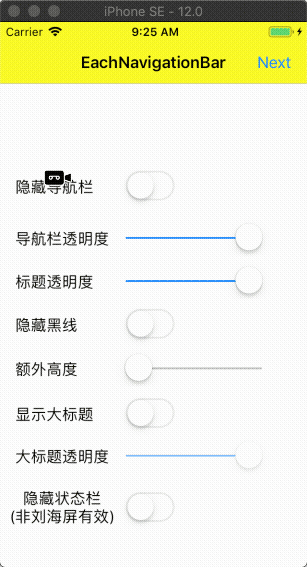 iPhone SE - 12.0
Carrier 9:25 AM
EachNavigationBar Next
隐藏导航栏
导航栏透明度
标题透明度
隐藏黑线
额外高度
显示大标题
大标题透明度
隐藏状态栏
(非刘海屏有效)